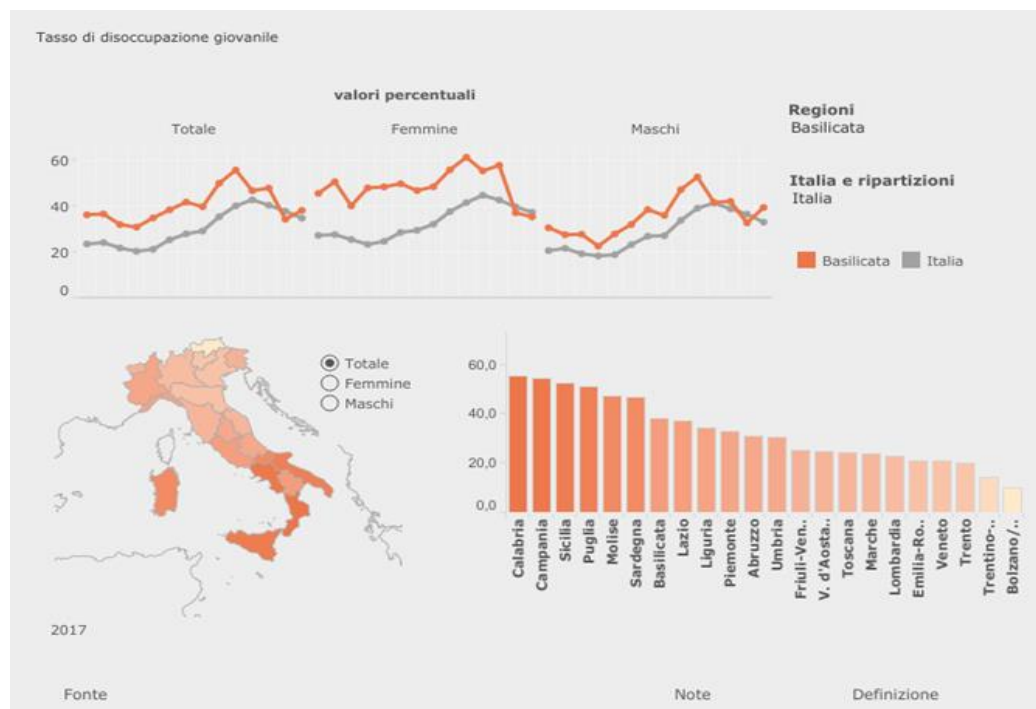 Tasso di disoccupazione giovanile
valori percentuali
Totale
Femmine
Maschi
Regioni
Basilicata
Italia e ripartizioni
Italia
Basilicata
Italia
60
40
20
0
Totale
Femmine
Maschi
60,0
40,0
20,0
0,0
Calabria
Campania
Sicilia
Puglia
Molise
Sardegna
Basilicata
Lazio
Liguria
Piemonte
Abruzzo
Umbria
Friuli-Ven..
V. d'Aosta..
Toscana
Marche
Lombardia
Emilia-Ro..
Veneto
Trento
Trentino-..
Bolzano/..
2017
Fonte
Note
Definizione